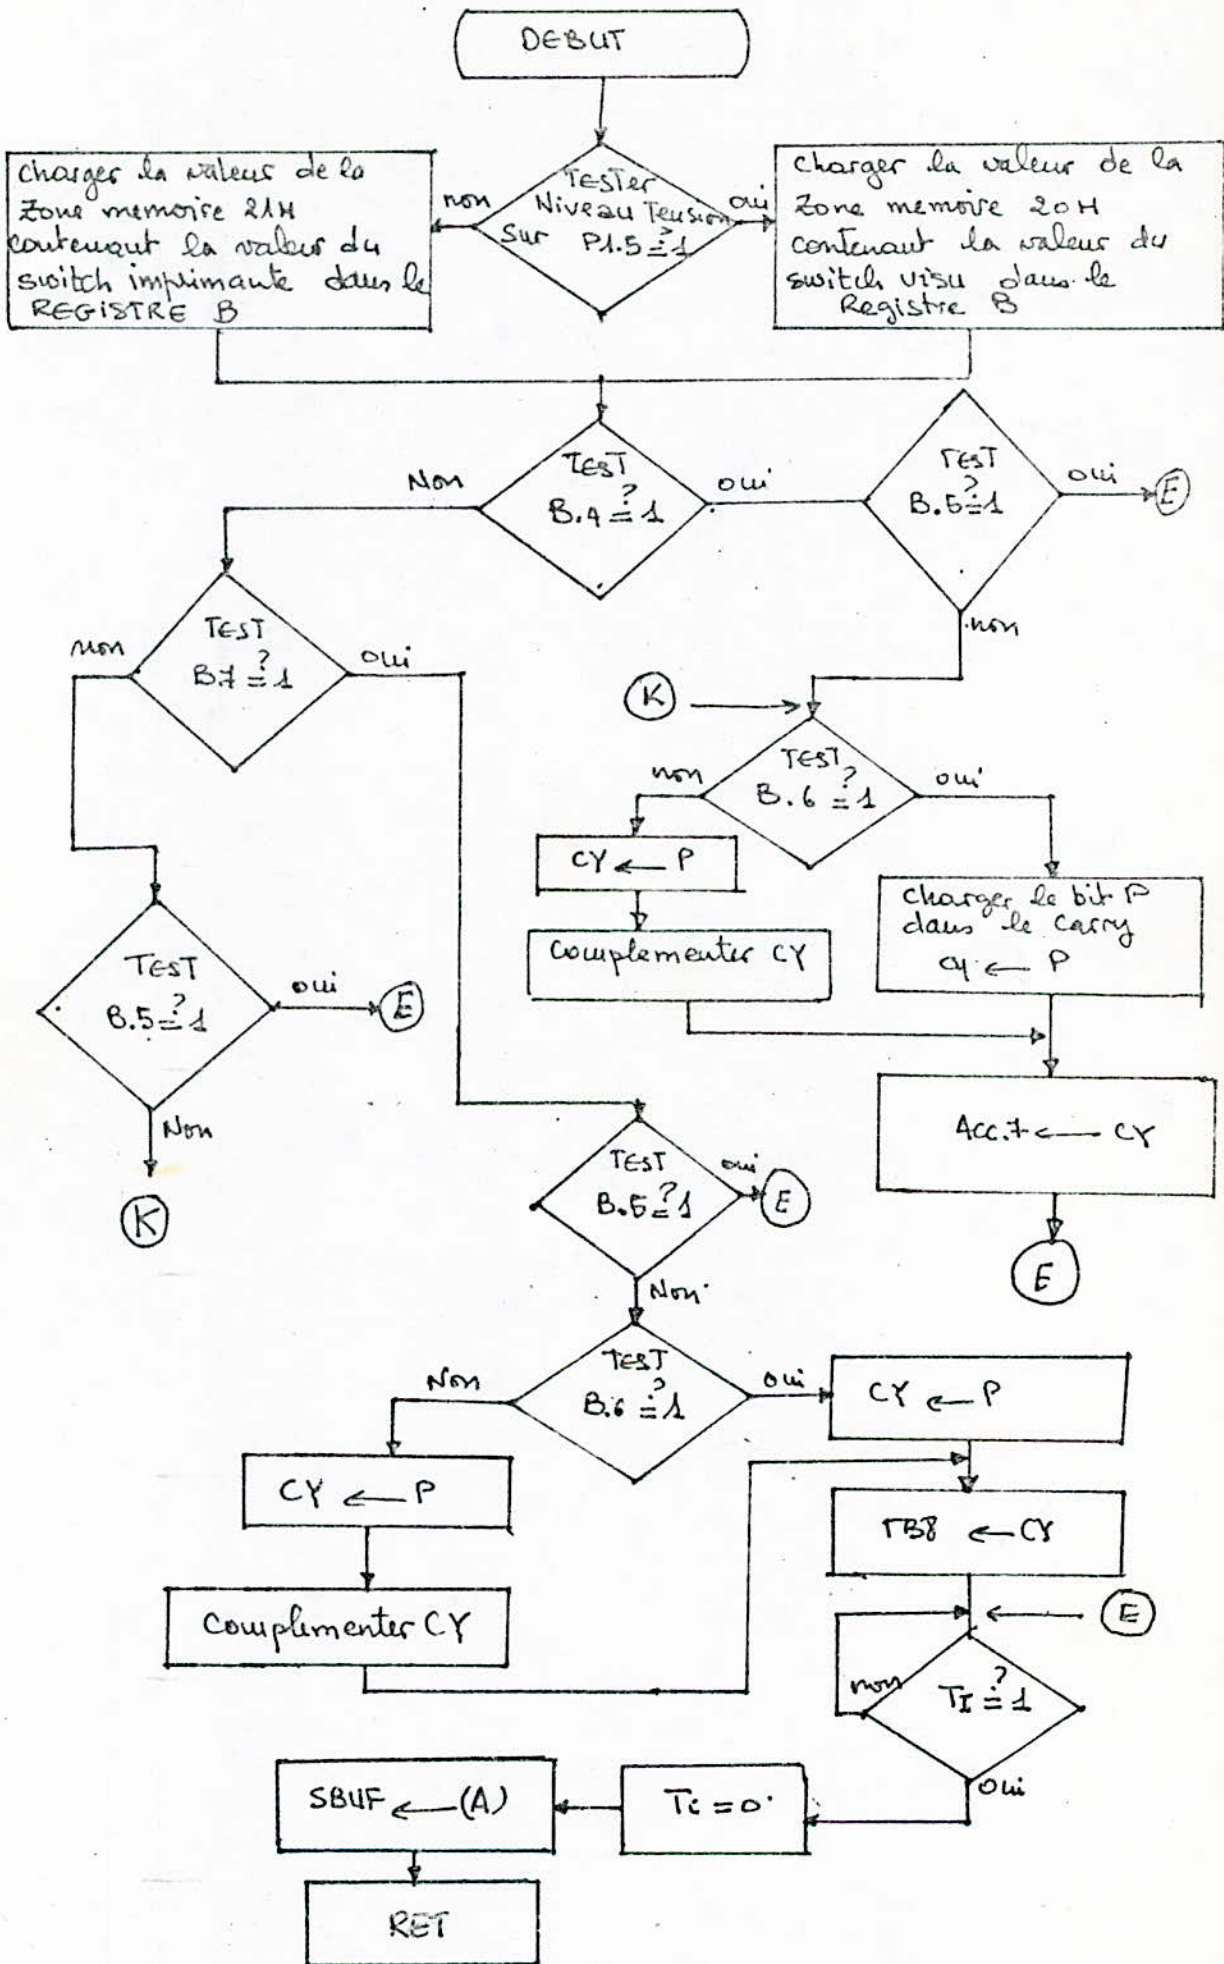 DEBUT
Charger la valeur de la
Zone memoire 21H
contenant la valeur du
switch imprimante dans le
REGISTRE B
non
TESTER
Niveau Tension
Sur P1.5 ?= 1
oui
Charger la valeur de la
Zone memoire 20H
contenant la valeur du
switch visu dans le
Registre B
Non
TEST
B.4 ?= 1
oui
TEST
B.5 ?= 1
oui
E
non
non
TEST
B.7 ?= 1
oui
K
non
TEST
B.6 ?= 1
oui
CY ← P
Complementer CY
Charger le bit P
dans le Carry
cy ← P
TEST
B.5 ?= 1
oui
E
Non
K
Acc.7 ← CY
E
TEST
B.5 ?= 1
oui
E
Non
Non
TEST
B.6 ?= 1
oui
CY ← P
CY ← P
TB8 ← CY
Complementer CY
E
non
TI ?= 1
oui
SBUF ← (A)
Ti = 0
RET